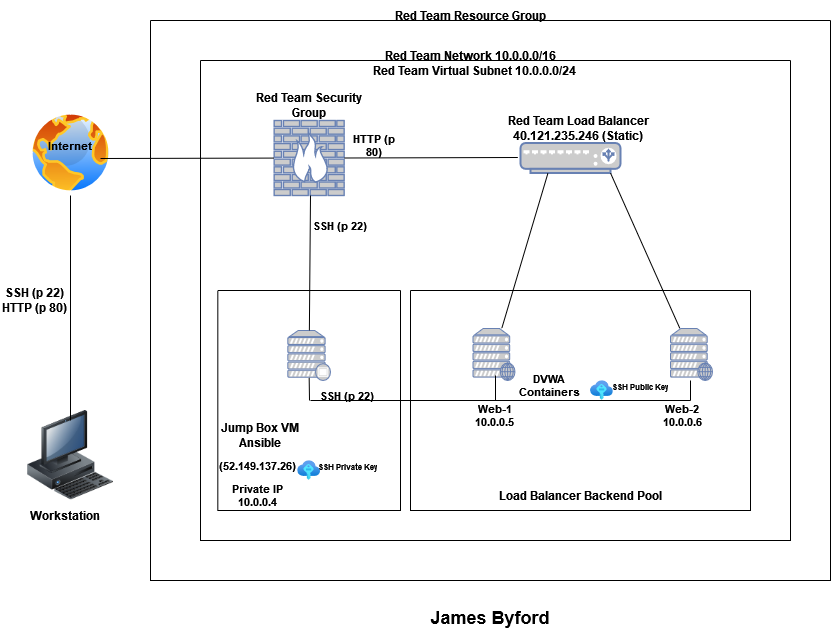 Red Team Resource Group
Red Team Network 10.0.0.0/16
Red Team Virtual Subnet 10.0.0.0/24
Red Team Security
Group
HTTP (p
80)
Red Team Load Balancer
40.121.235.246 (Static)
Internet
SSH (p 22)
SSH (p 22)
HTTP (p 80)
SSH (p 22)
DVWA
Containers
SSH Public Key
Web-1
10.0.0.5
Web-2
10.0.0.6
Jump Box VM
Ansible
(52.149.137.26)
SSH Private Key
Private IP
10.0.0.4
Load Balancer Backend Pool
Workstation
James Byford